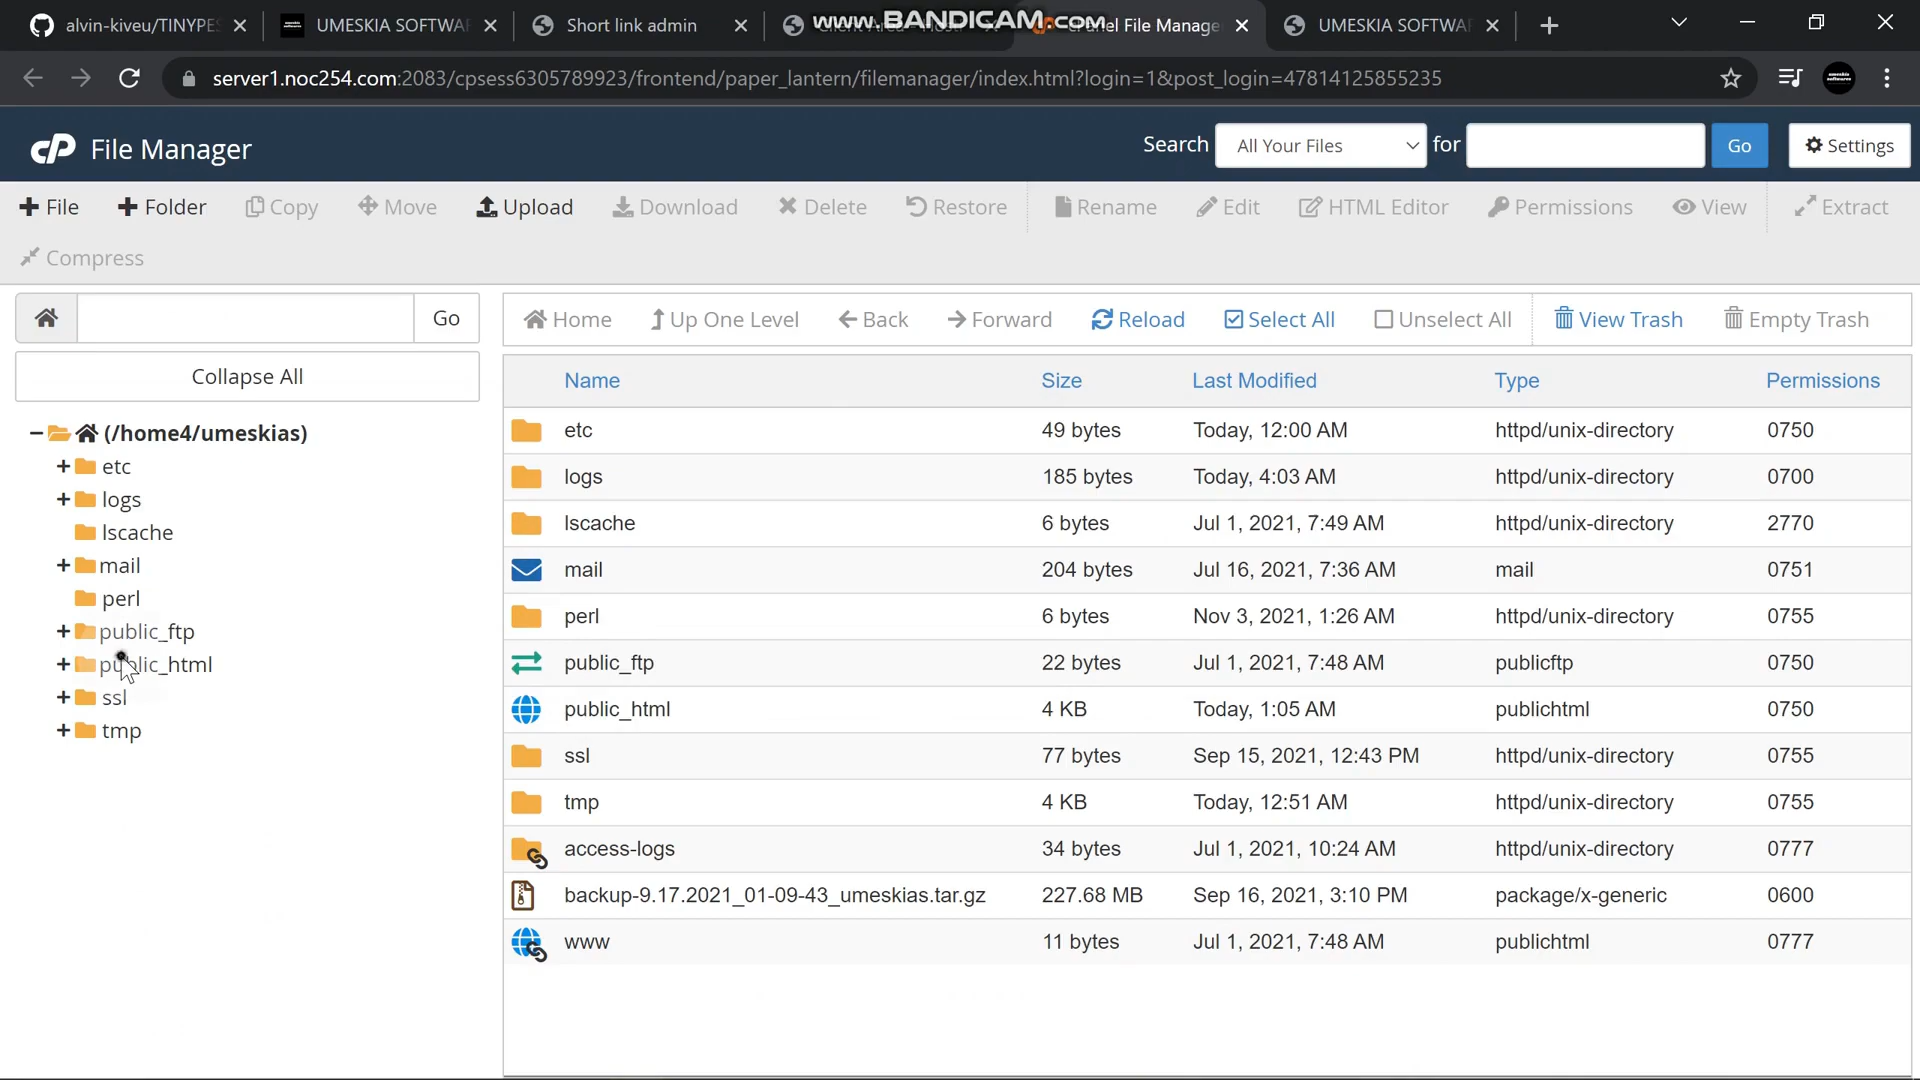 alvin-kiveu/TINYPES
UMESKIA SOFTWAR
Short link admin
www.BANDICAM.com
Panel File Manage
UMESKIA SOFTWAR
server1.noc254.com:2083/cpsess6305789923/frontend/paper_lantern/filemanager/index.html?login=1&post_login=47814125855235
cP File Manager
Search All Your Files for Go Settings
File Folder Copy Move Upload Download Delete Restore Rename Edit HTML Editor Permissions View Extract
Compress
Go
Home Up One Level Back Forward Reload Select All Unselect All View Trash Empty Trash
Collapse All
(/home4/umeskias)
etc
logs
lscache
mail
perl
public_ftp
public_html
ssl
tmp
Name Size Last Modified Type Permissions
etc 49 bytes Today, 12:00 AM httpd/unix-directory 0750
logs 185 bytes Today, 4:03 AM httpd/unix-directory 0700
lscache 6 bytes Jul 1, 2021, 7:49 AM httpd/unix-directory 2770
mail 204 bytes Jul 16, 2021, 7:36 AM mail 0751
perl 6 bytes Nov 3, 2021, 1:26 AM httpd/unix-directory 0755
public_ftp 22 bytes Jul 1, 2021, 7:48 AM publicftp 0750
public_html 4 KB Today, 1:05 AM publichtml 0750
ssl 77 bytes Sep 15, 2021, 12:43 PM httpd/unix-directory 0755
tmp 4 KB Today, 12:51 AM httpd/unix-directory 0755
access-logs 34 bytes Jul 1, 2021, 10:24 AM httpd/unix-directory 0777
backup-9.17.2021_01-09-43_umeskias.tar.gz 227.68 MB Sep 16, 2021, 3:10 PM package/x-generic 0600
www 11 bytes Jul 1, 2021, 7:48 AM publichtml 0777